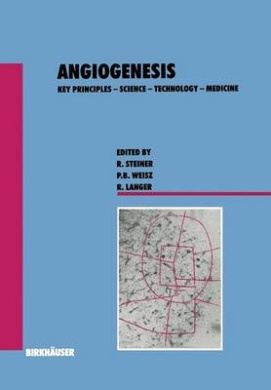 ANGIOGENESIS
KEY PRINCIPLES – SCIENCE – TECHNOLOGY – MEDICINE
EDITED BY
R. STEINER
P.B. WEISZ
R. LANGER
BIRKHÄUSER